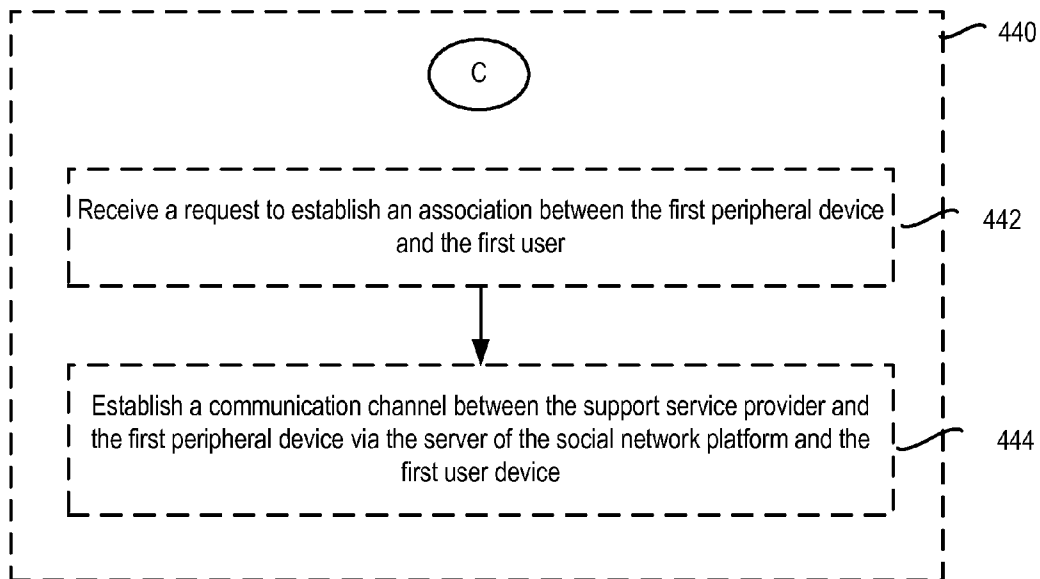 440
C
Receive a request to establish an association between the first peripheral device
and the first user
442
Establish a communication channel between the support service provider and
the first peripheral device via the server of the social network platform and the
first user device
444